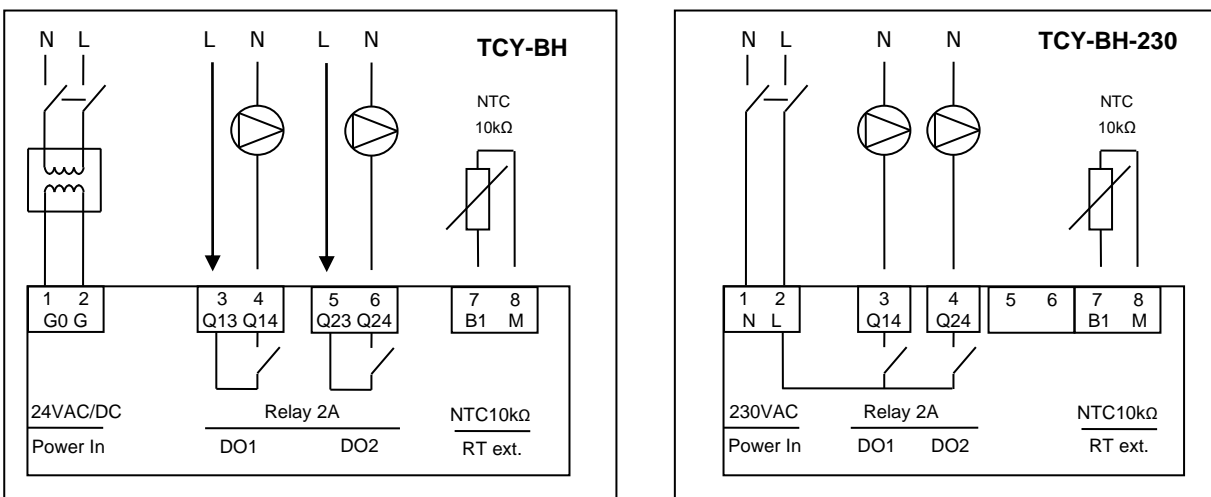 N L L N L N TCY-BH
NTC
10kΩ
1 2 3 4 5 6 7 8
G0 G Q13 Q14 Q23 Q24 B1 M
24VAC/DC Relay 2A NTC10kΩ
Power In DO1 DO2 RT ext.
N L N N TCY-BH-230
NTC
10kΩ
1 2 3 4 5 6 7 8
N L Q14 Q24 B1 M
230VAC Relay 2A NTC10kΩ
Power In DO1 DO2 RT ext.